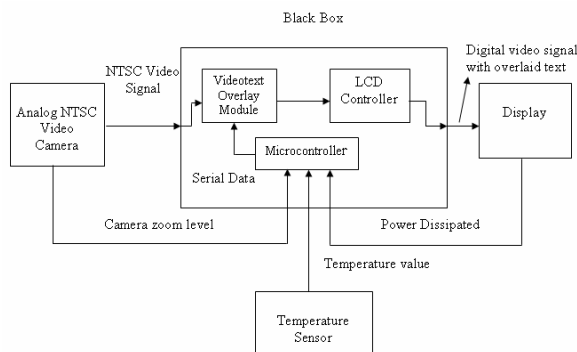 Black Box
NTSC Video
Signal
Digital video signal
with overlaid text
Videotext
Overlay
Module
LCD
Controller
Analog NTSC
Video
Camera
Display
Microcontroller
Serial Data
Camera zoom level
Power Dissipated
Temperature value
Temperature
Sensor